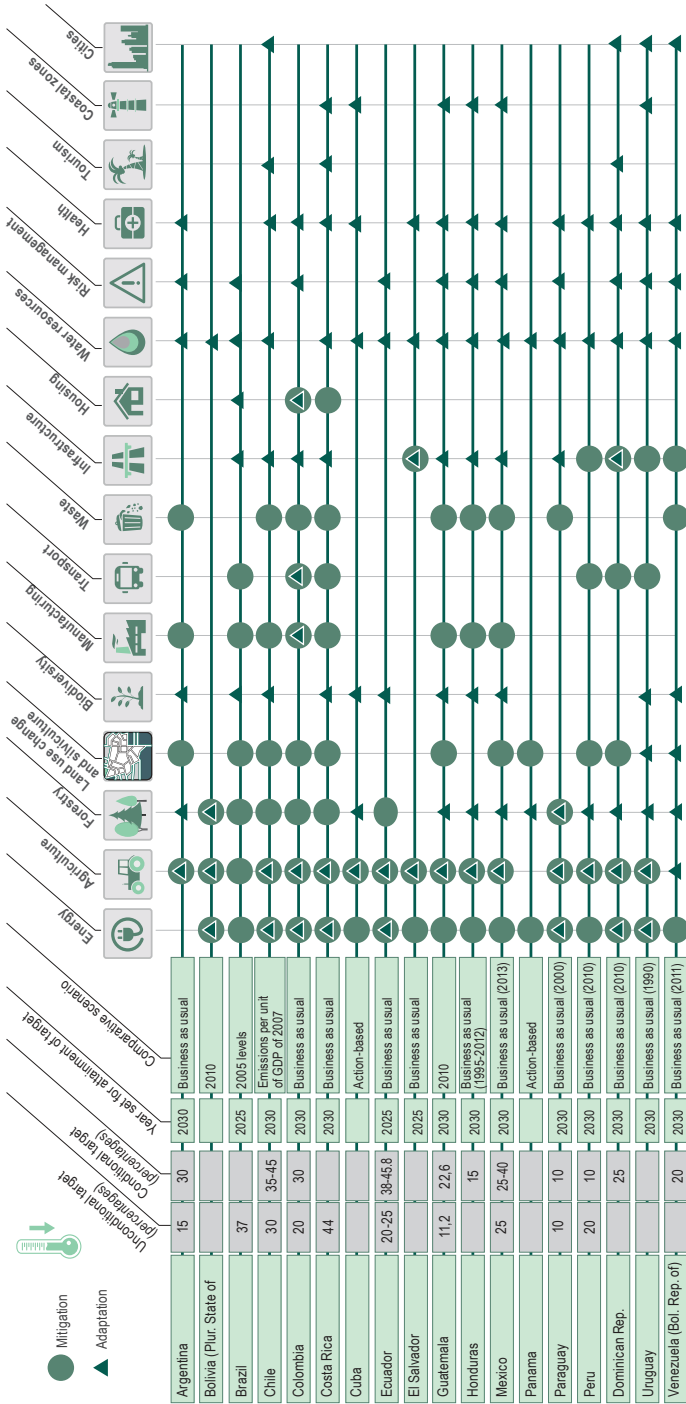 Mitigation
Adaptation
Unconditional target
(percentages)
Conditional target
(percentages)
Year set for attainment of target
Comparative scenario
Energy
Agriculture
Forestry
Land use change
and silviculture
Biodiversity
Manufacturing
Transport
Waste
Infrastructure
Housing
Water resources
Risk management
Health
Tourism
Coastal zones
Cities
Argentina 15 30 2030 Business as usual
Bolivia (Plur. State of 2010
Brazil 37 2025 2005 levels
Chile 30 35-45 2030 Emissions per unit
of GDP of 2007
Colombia 20 30 2030 Business as usual
Costa Rica 44 2030 Business as usual
Cuba Action-based
Ecuador 20-25 38-45.8 2025 Business as usual
El Salvador 2025 Business as usual
Guatemala 11,2 22,6 2030 2010
Honduras 15 2030 Business as usual
(1995-2012)
Mexico 25 25-40 2030 Business as usual (2013)
Panama Action-based
Paraguay 10 10 2030 Business as usual (2000)
Peru 20 10 2030 Business as usual (2010)
Dominican Rep. 25 2030 Business as usual (2010)
Uruguay 2030 Business as usual (1990)
Venezuela (Bol. Rep. of) 20 2030 Business as usual (2011)